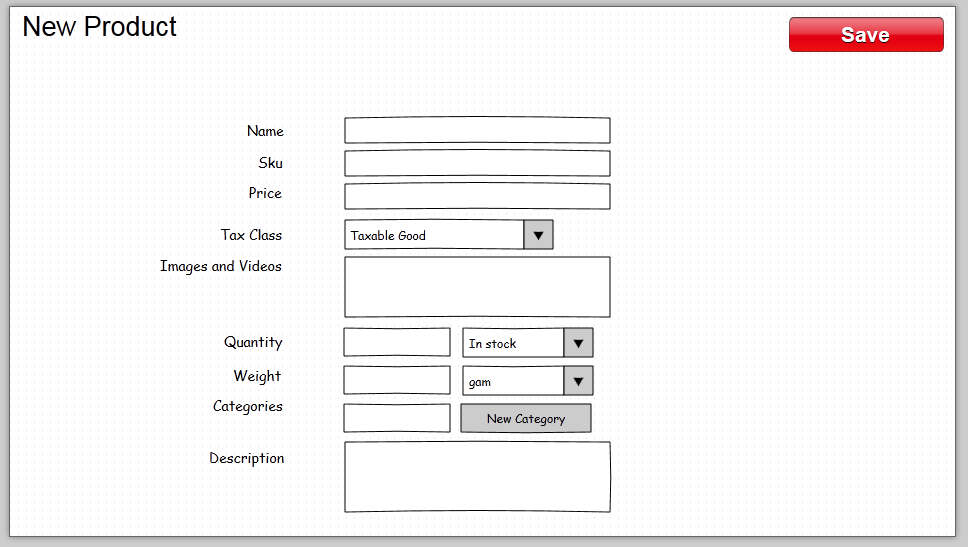 New Product
Save
Name
Sku
Price
Tax Class Taxable Good
Images and Videos
Quantity In stock
Weight gam
Categories New Category
Description